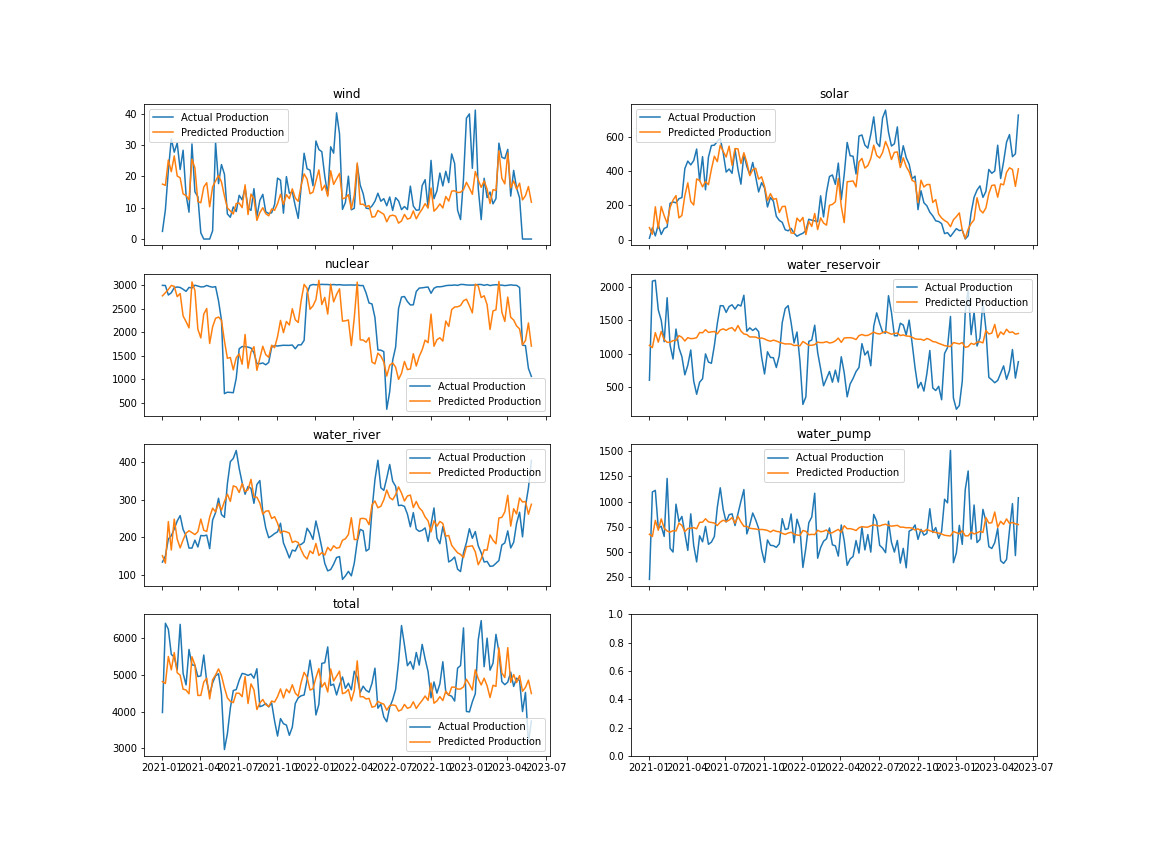 wind
40
30
20
10
0
Actual Production
Predicted Production
solar
600
400
200
0
Actual Production
Predicted Production
nuclear
3000
2500
2000
1500
1000
500
Actual Production
Predicted Production
water_reservoir
2000
1500
1000
500
Actual Production
Predicted Production
water_river
400
300
200
100
Actual Production
Predicted Production
water_pump
1500
1250
1000
750
500
250
Actual Production
Predicted Production
total
6000
5000
4000
3000
Actual Production
Predicted Production
2021-01 2021-04 2021-07 2021-10 2022-01 2022-04 2022-07 2022-10 2023-01 2023-04 2023-07
1.0
0.8
0.6
0.4
0.2
0.0
2021-01 2021-04 2021-07 2021-10 2022-01 2022-04 2022-07 2022-10 2023-01 2023-04 2023-07